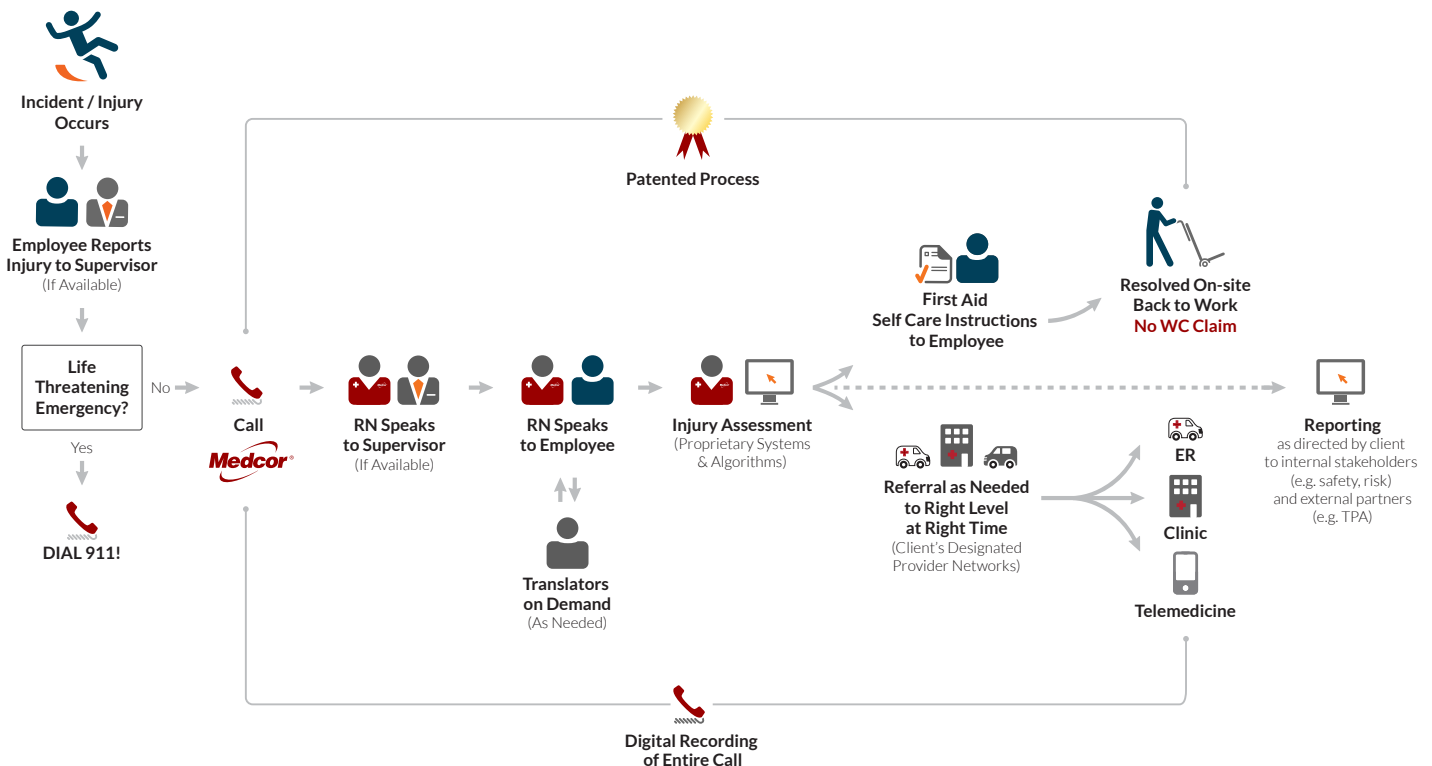 Incident / Injury
Occurs
Employee Reports
Injury to Supervisor
(If Available)
Life
Threatening
Emergency?
No
Yes
DIAL 911!
Call
Medcor®
RN Speaks
to Supervisor
(If Available)
RN Speaks
to Employee
Translators
on Demand
(As Needed)
Injury Assessment
(Proprietary Systems
& Algorithms)
Patented Process
First Aid
Self Care Instructions
to Employee
Resolved On-site
Back to Work
No WC Claim
Referral as Needed
to Right Level
at Right Time
(Client's Designated
Provider Networks)
ER
Clinic
Telemedicine
Reporting
as directed by client
to internal stakeholders
(e.g. safety, risk)
and external partners
(e.g. TPA)
Digital Recording
of Entire Call